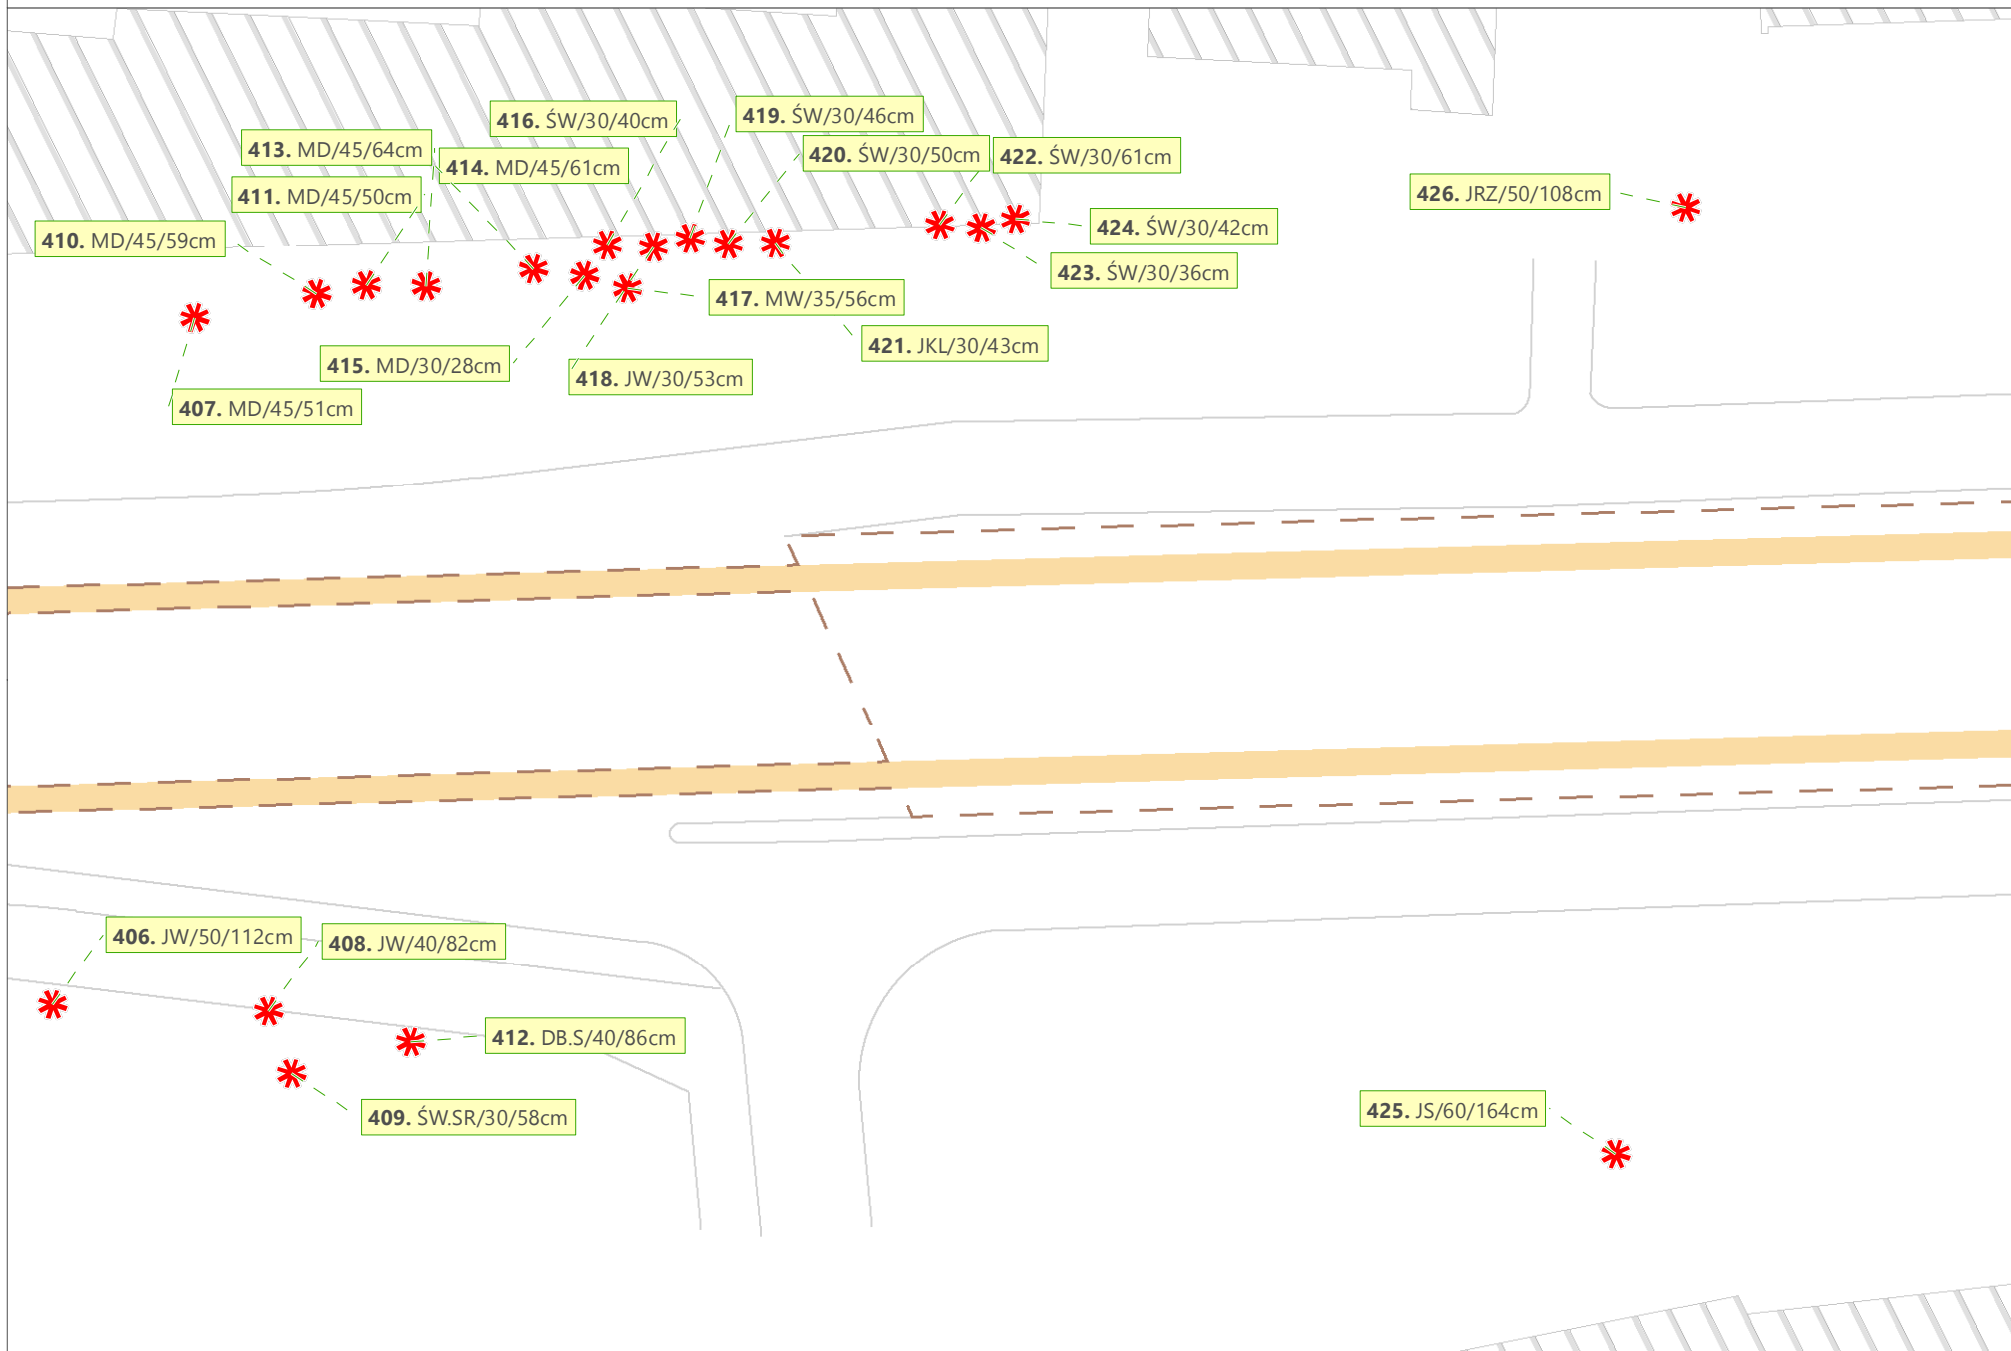 416. ŚW/30/40cm
419. ŚW/30/46cm
413. MD/45/64cm
414. MD/45/61cm
420. ŚW/30/50cm
422. ŚW/30/61cm
411. MD/45/50cm
426. JRZ/50/108cm
410. MD/45/59cm
424. ŚW/30/42cm
423. ŚW/30/36cm
417. MW/35/56cm
421. JKL/30/43cm
415. MD/30/28cm
418. JW/30/53cm
407. MD/45/51cm
406. JW/50/112cm
408. JW/40/82cm
412. DB.S/40/86cm
409. ŚW.SR/30/58cm
425. JS/60/164cm